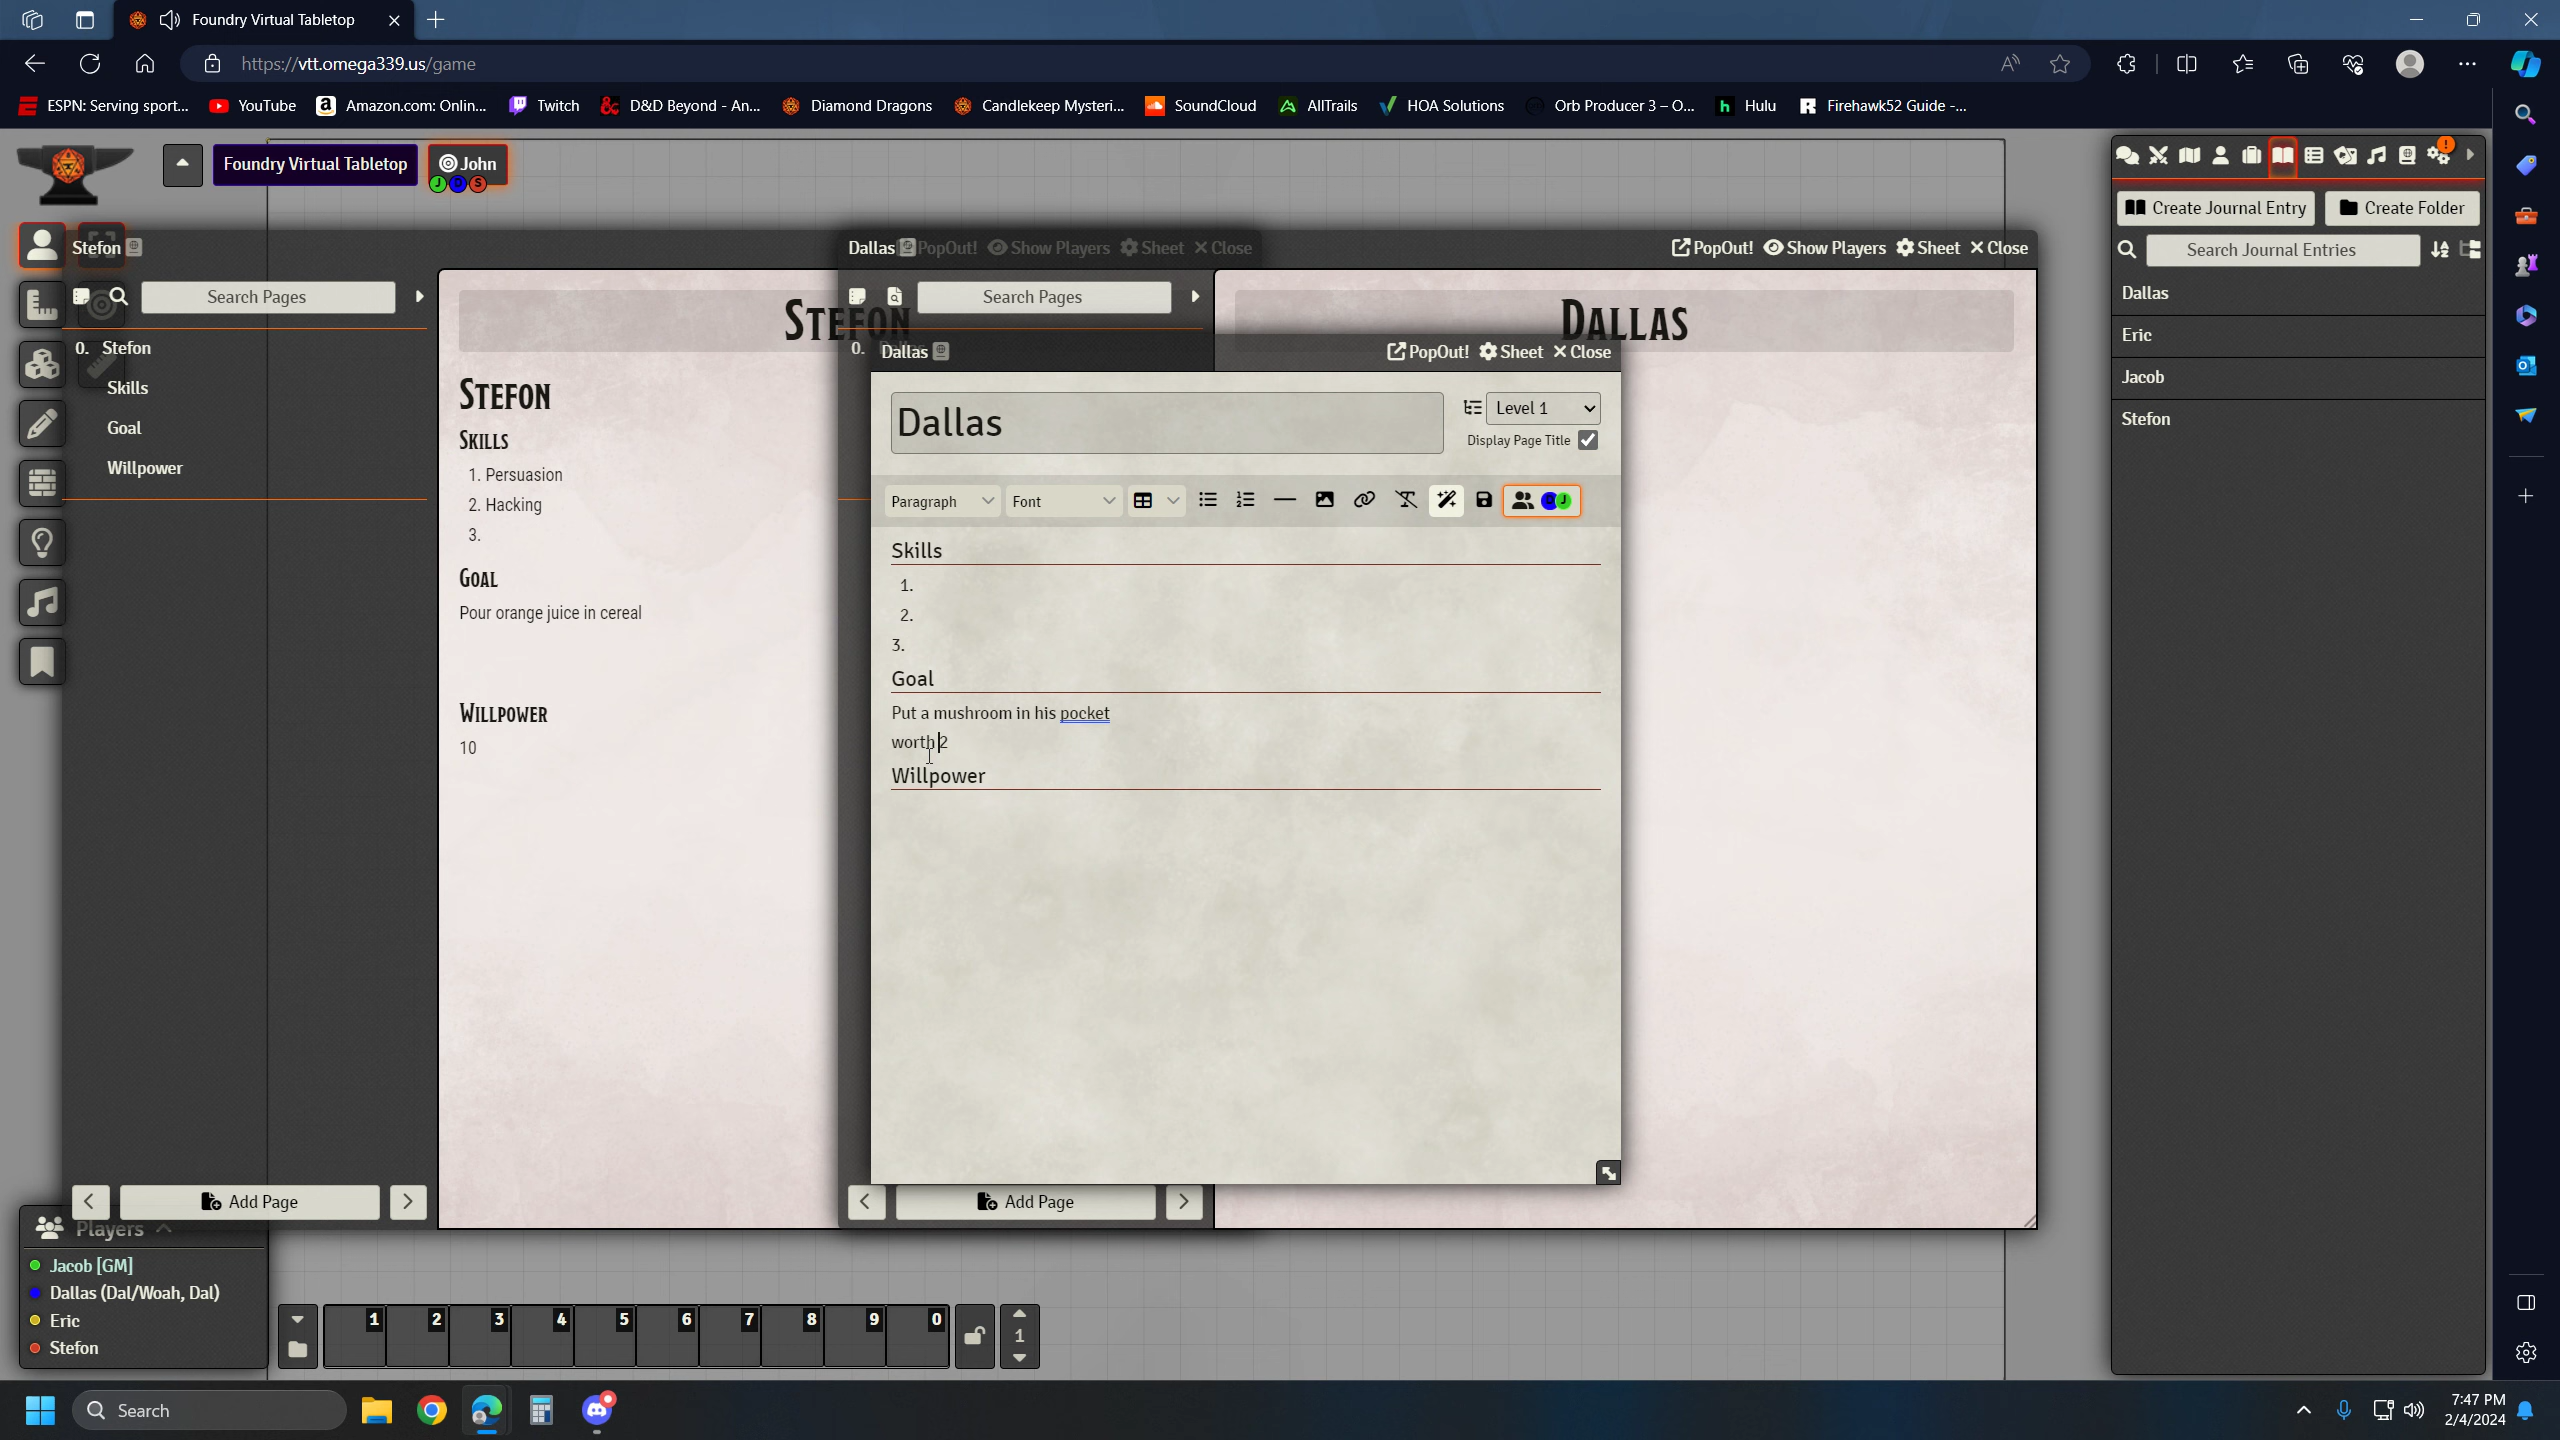 Foundry Virtual Tabletop
https://vtt.omega339.us/game
ESPN: Serving sport... YouTube Amazon.com: Onlin... Twitch D&D Beyond - An... Diamond Dragons Candlekeep Mysteri... SoundCloud AllTrails HOA Solutions Orb Producer 3 – O... Hulu Firehawk52 Guide -...
Foundry Virtual Tabletop John
J D S
Create Journal Entry Create Folder
Search Journal Entries
Dallas
Eric
Jacob
Stefon
Stefon PopOut! Show Players Sheet Close
Search Pages
0. Stefon
Skills
Goal
Willpower
Add Page
Stefon
Stefon
Skills
1. Persuasion
2. Hacking
3.
Goal
Pour orange juice in cereal
Willpower
10
Dallas PopOut! Show Players Sheet Close
Search Pages
0.
Dallas
Add Page
Dallas PopOut! Sheet Close
Dallas
Level 1
Display Page Title
Paragraph Font J
Skills
1.
2.
3.
Goal
Put a mushroom in his pocket
worth 2
Willpower
Players
Jacob [GM]
Dallas (Dal/Woah, Dal)
Eric
Stefon
1 2 3 4 5 6 7 8 9 0
1
Search
7:47 PM
2/4/2024